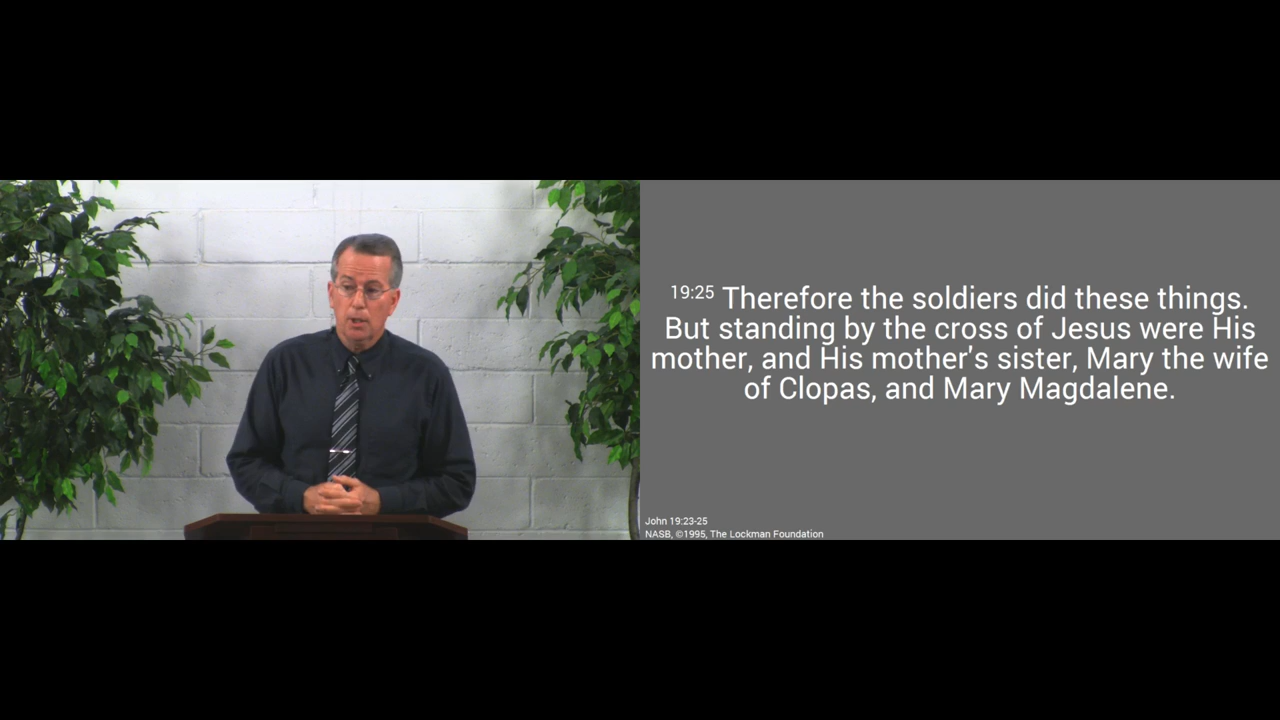 19:25 Therefore the soldiers did these things.
But standing by the cross of Jesus were His
mother, and His mother's sister, Mary the wife
of Clopas, and Mary Magdalene.
John 19:23-25
NASB, ©1995, The Lockman Foundation